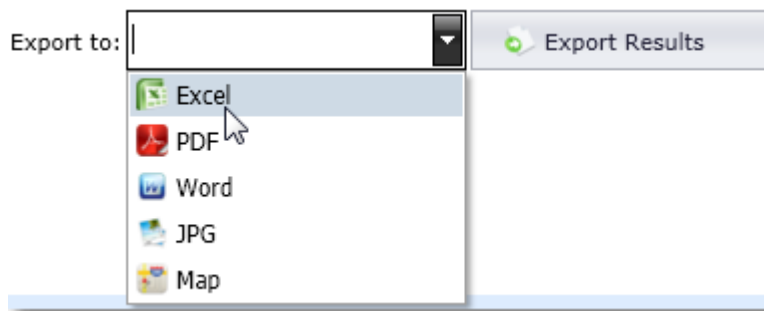 Export to: Export Results
Excel
PDF
Word
JPG
Map